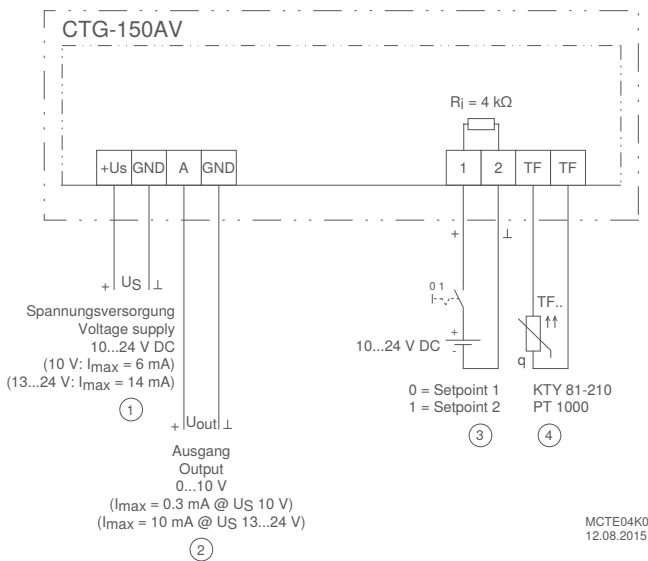 CTG-150AV
Ri = 4 kΩ
+Us GND A GND
1 2 TF TF
+ ⊥
+ US ⊥
Spannungsversorgung
Voltage supply
10...24 V DC
(10 V: Imax = 6 mA)
(13...24 V: Imax = 14 mA)
1
0 1
+
10...24 V DC
-
TF..
q
0 = Setpoint 1
1 = Setpoint 2
3
KTY 81-210
PT 1000
4
+ Uout ⊥
Ausgang
Output
0...10 V
(Imax = 0.3 mA @ US 10 V)
(Imax = 10 mA @ US 13...24 V)
2
MCTE04K0
12.08.2015